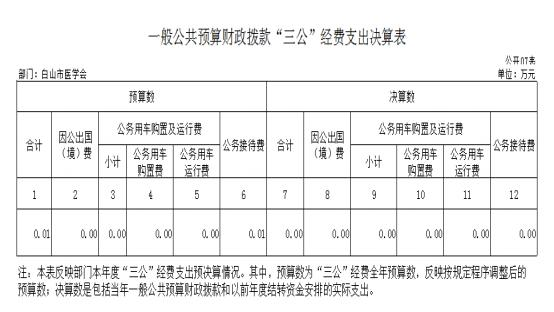 一般公共预算财政拨款“三公”经费支出决算表
公开07表
部门：白山市医学会 单位：万元
预算数 决算数
合计 因公出国（境）费 公务用车购置及运行费 公务接待费 合计 因公出国（境）费 公务用车购置及运行费 公务接待费
小计 公务用车购置费 公务用车运行费 小计 公务用车购置费 公务用车运行费
1 2 3 4 5 6 7 8 9 10 11 12
0.01 0.00 0.00 0.00 0.00 0.01 0.00 0.00 0.00 0.00 0.00 0.00
注：本表反映部门本年度“三公”经费支出预决算情况。其中，预算数为“三公”经费全年预算数，反映按规定程序调整后的
预算数；决算数是包括当年一般公共预算财政拨款和以前年度结转资金安排的实际支出。